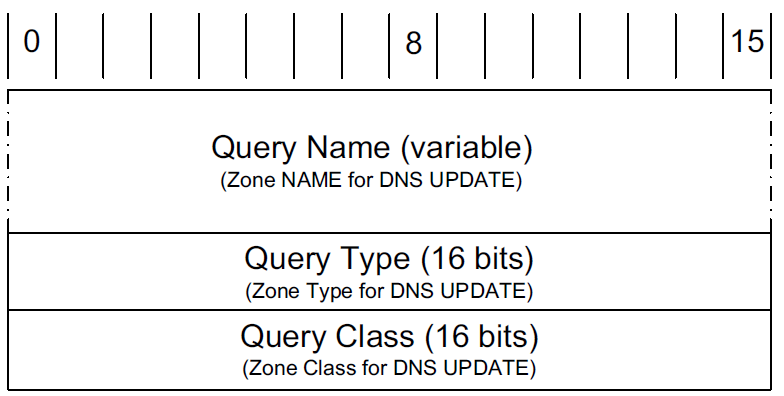 0 8 15
Query Name (variable)
(Zone NAME for DNS UPDATE)
Query Type (16 bits)
(Zone Type for DNS UPDATE)
Query Class (16 bits)
(Zone Class for DNS UPDATE)